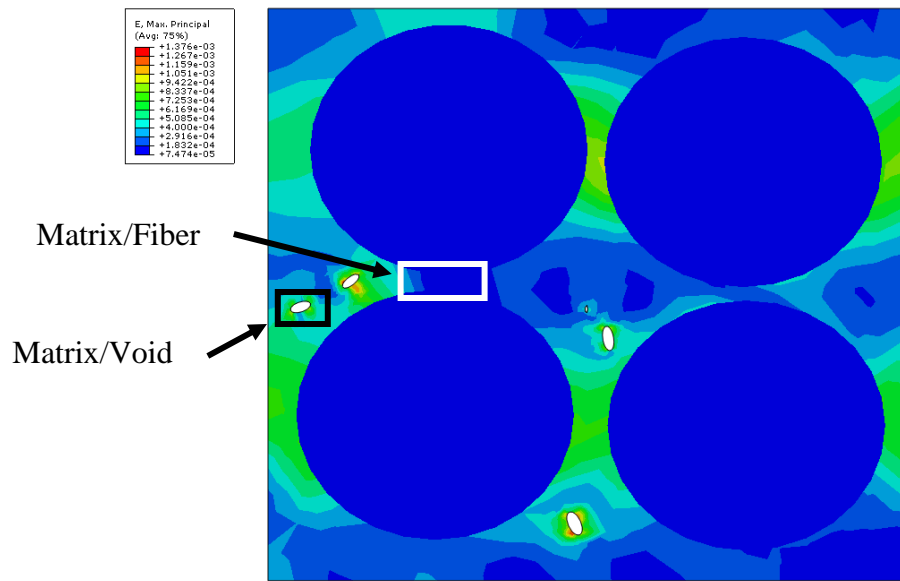 E, Max. Principal
(Avg: 75%)
+1.376e-03
+1.267e-03
+1.159e-03
+1.051e-03
+9.422e-04
+8.337e-04
+7.253e-04
+6.169e-04
+5.085e-04
+4.000e-04
+2.916e-04
+1.832e-04
+7.474e-05
Matrix/Fiber
Matrix/Void